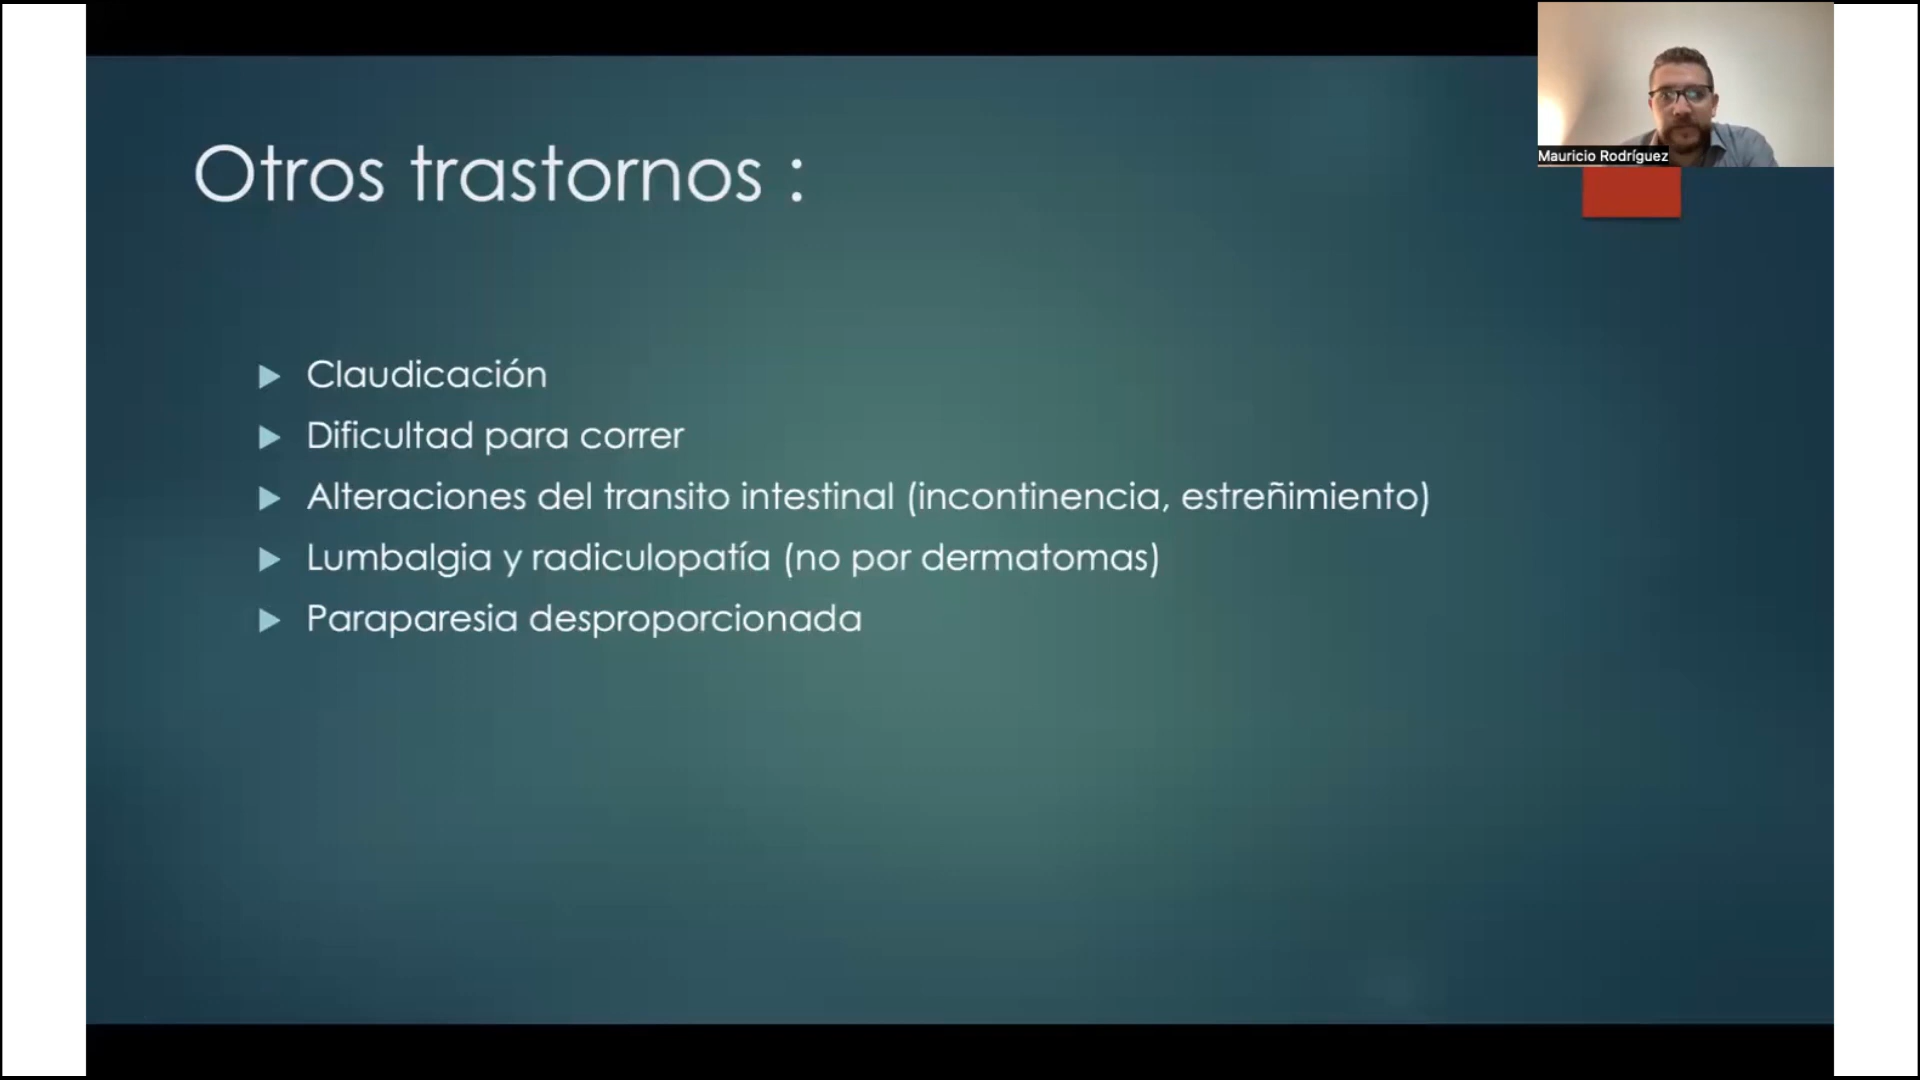 Mauricio Rodríguez
Otros trastornos :
Claudicación
Dificultad para correr
Alteraciones del transito intestinal (incontinencia, estreñimiento)
Lumbalgia y radiculopatía (no por dermatomas)
Paraparesia desproporcionada